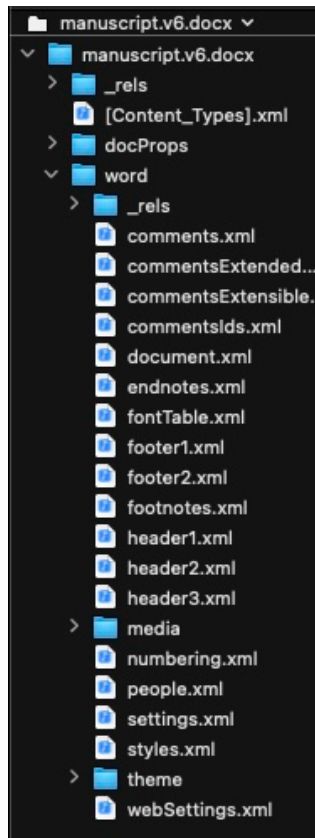 manuscript.v6.docx
manuscript.v6.docx
_rels
[Content_Types].xml
docProps
word
_rels
comments.xml
commentsExtended...
commentsExtensible.
commentsIds.xml
document.xml
endnotes.xml
fontTable.xml
footer1.xml
footer2.xml
footnotes.xml
header1.xml
header2.xml
header3.xml
media
numbering.xml
people.xml
settings.xml
styles.xml
theme
webSettings.xml